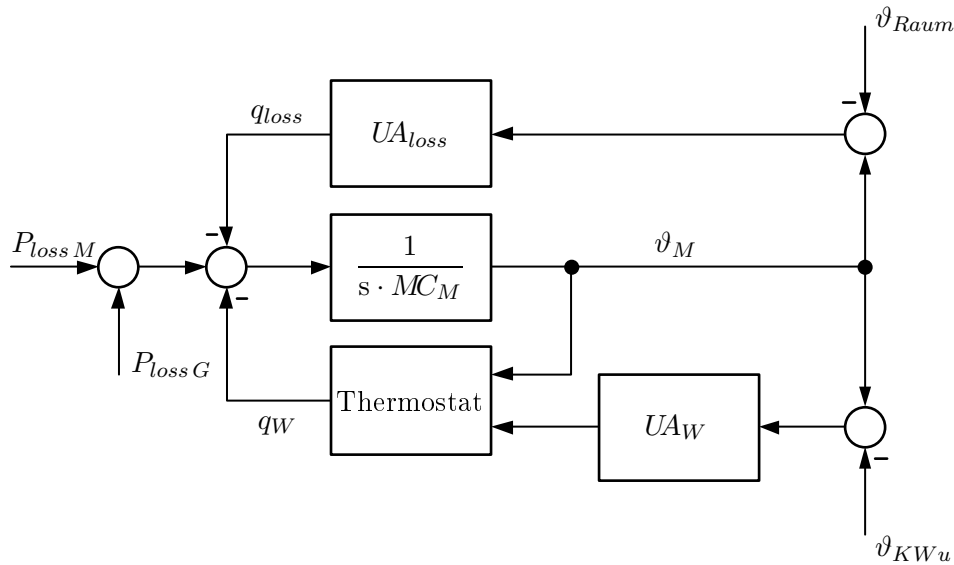 ϑ_Raum
-
q_loss
UA_loss
-
P_loss M
1
s · MC_M
ϑ_M
-
P_loss G
Thermostat
q_W
UA_W
-
ϑ_KWu